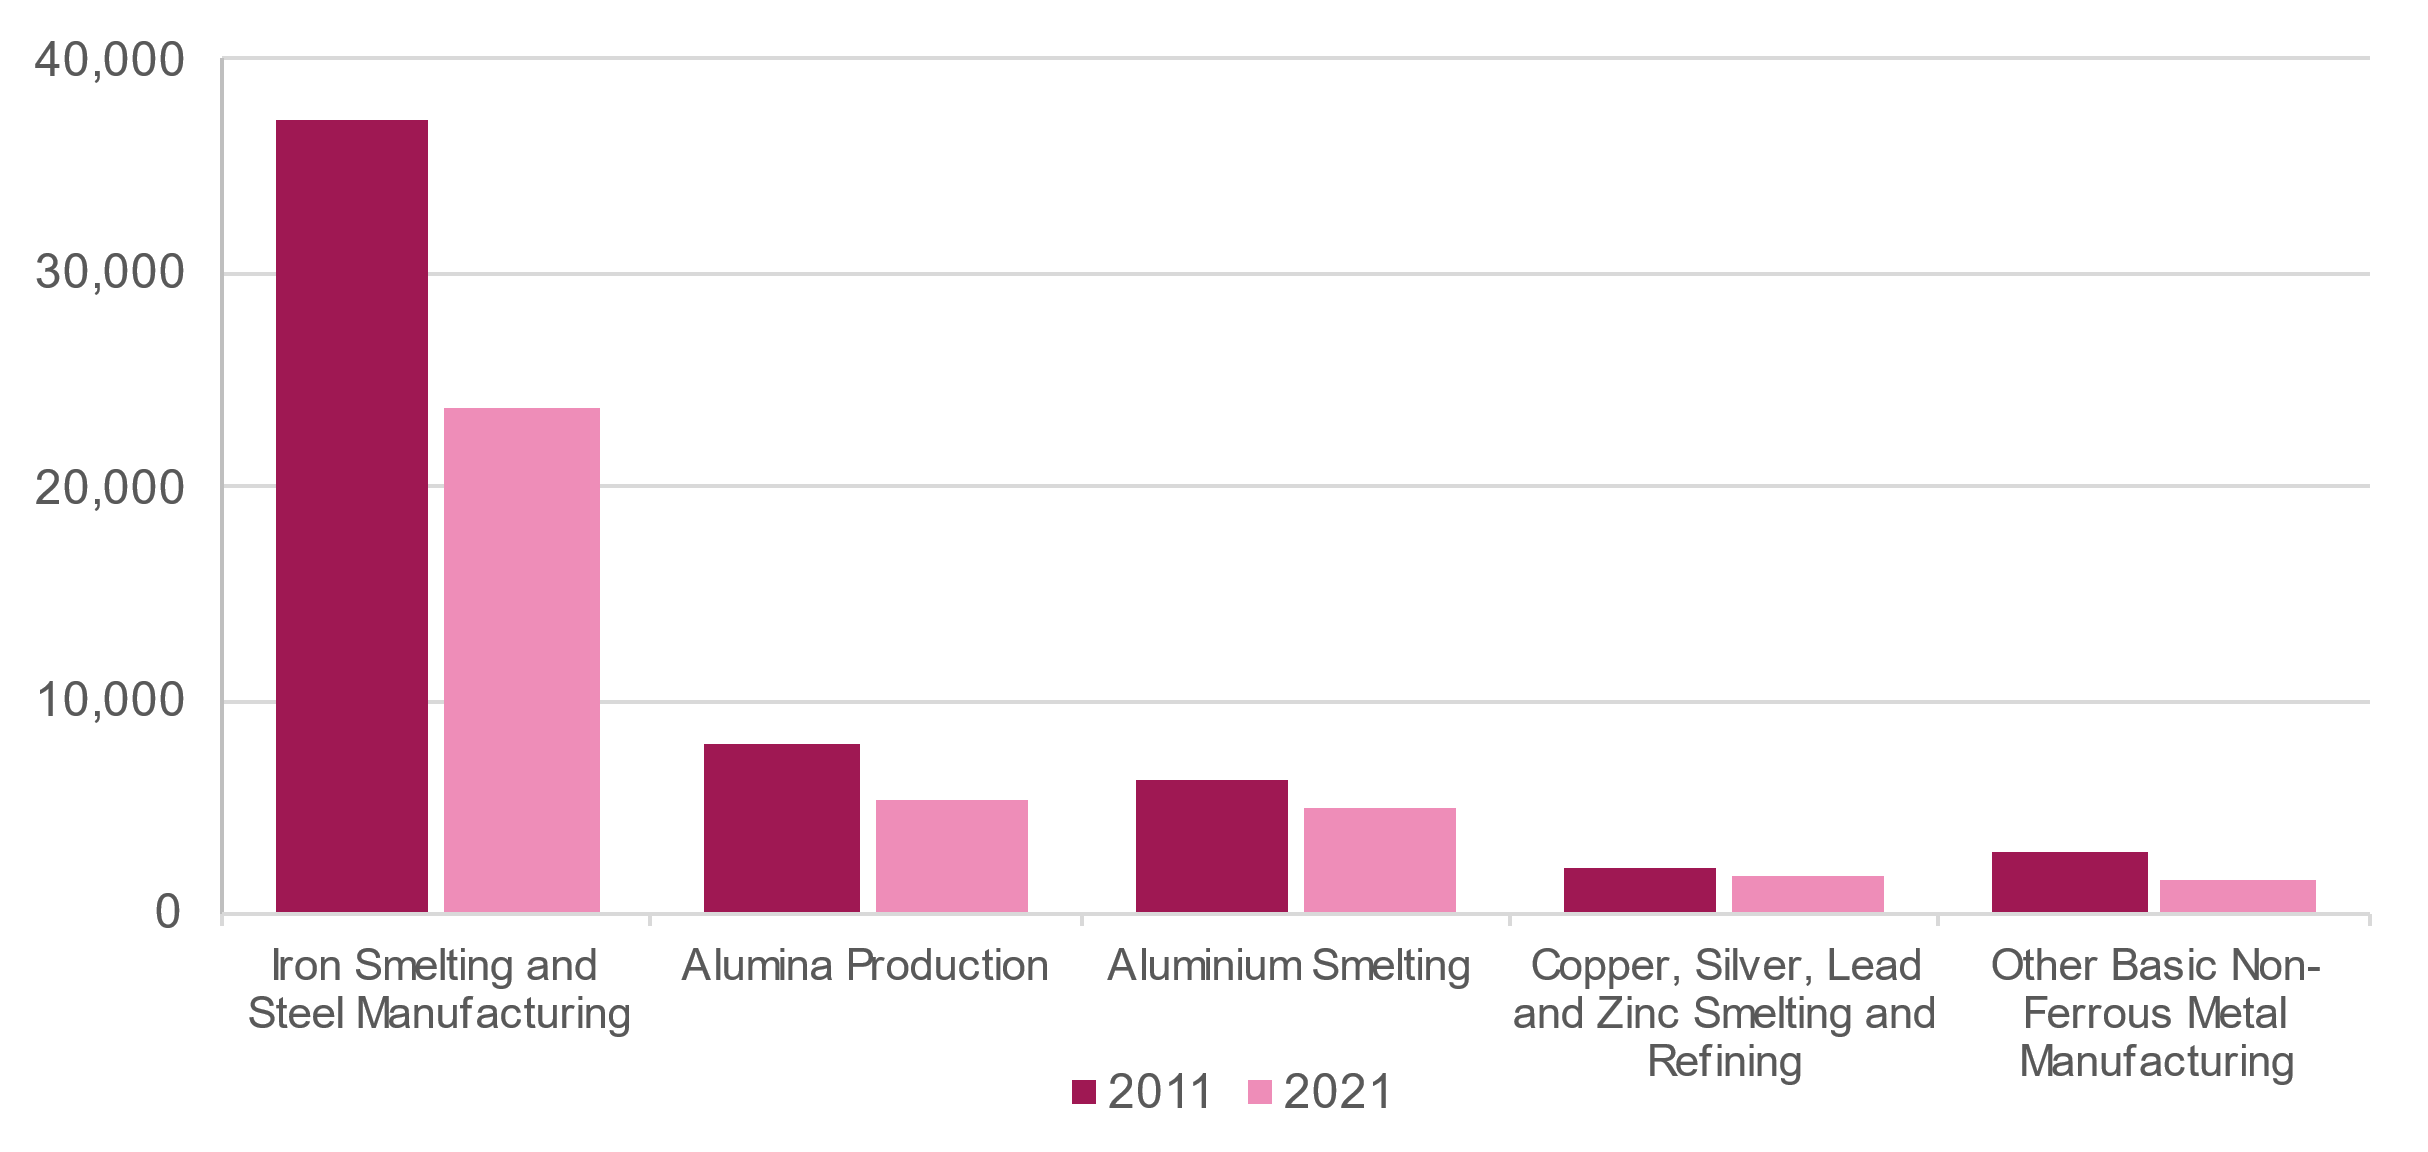 40,000
30,000
20,000
10,000
0
Iron Smelting and
Steel Manufacturing
Alumina Production
Aluminium Smelting
Copper, Silver, Lead
and Zinc Smelting and
Refining
Other Basic Non-
Ferrous Metal
Manufacturing
2011 2021